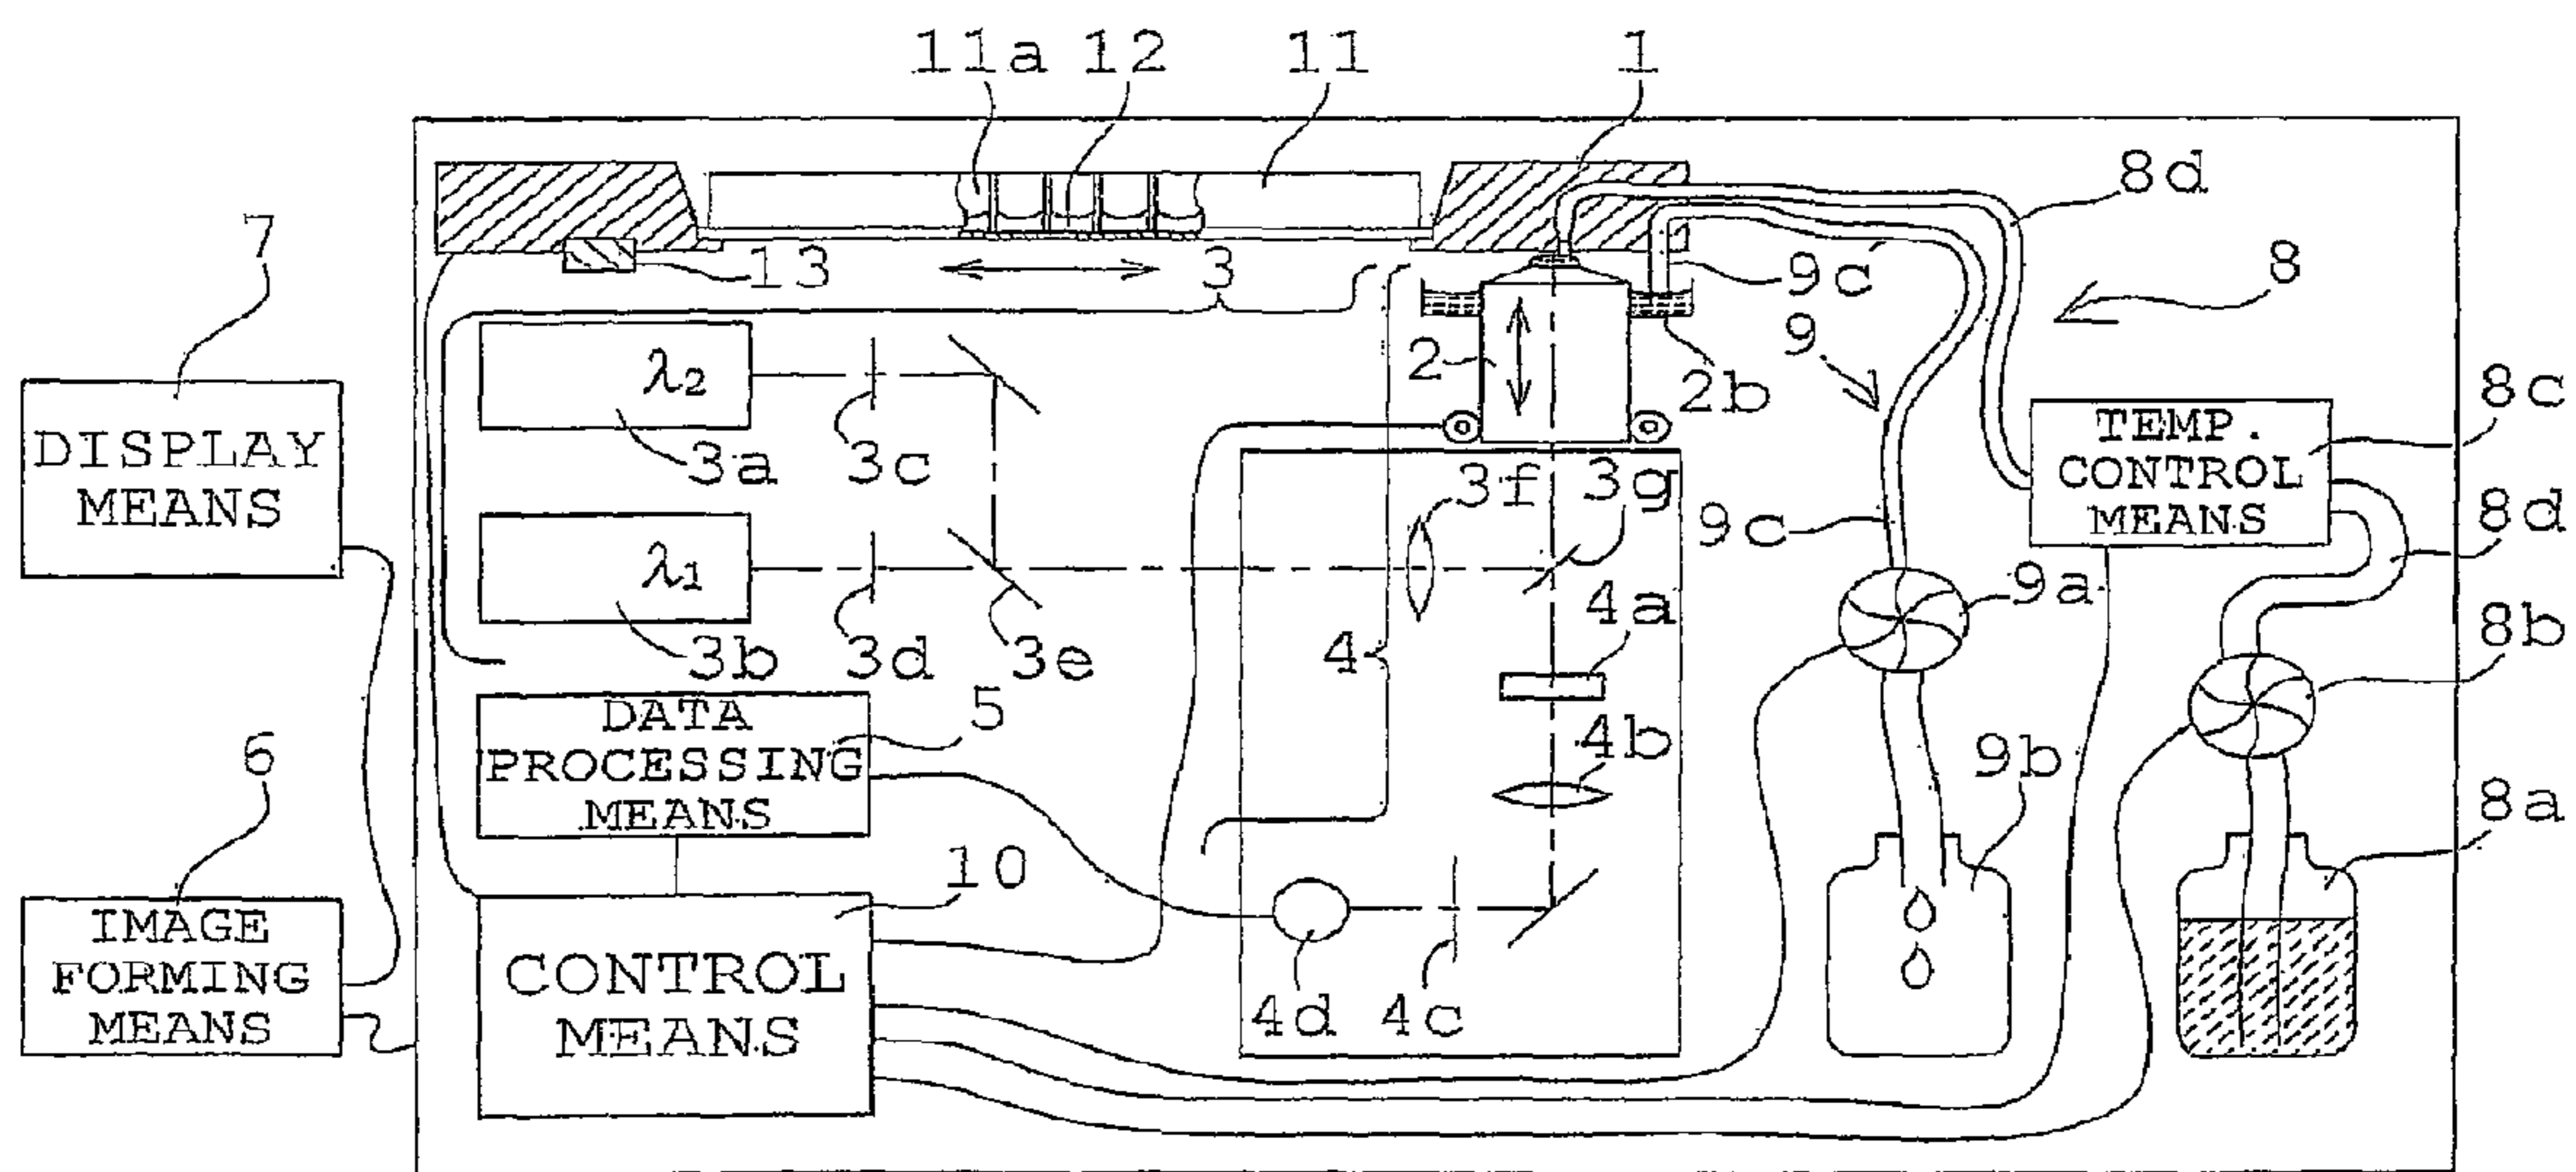 11a 12 11 1
8d
7
13
3
9c
8
λ2
2
9
2b
8c
DISPLAY
MEANS
3a
3c
3f
3g
TEMP.
CONTROL
MEANS
9c
8d
λ1
4a
9a
3b
3d
3e
4
8b
5
DATA
PROCESSING
MEANS
4b
9b
6
8a
10
IMAGE
FORMING
MEANS
CONTROL
MEANS
4d
4c